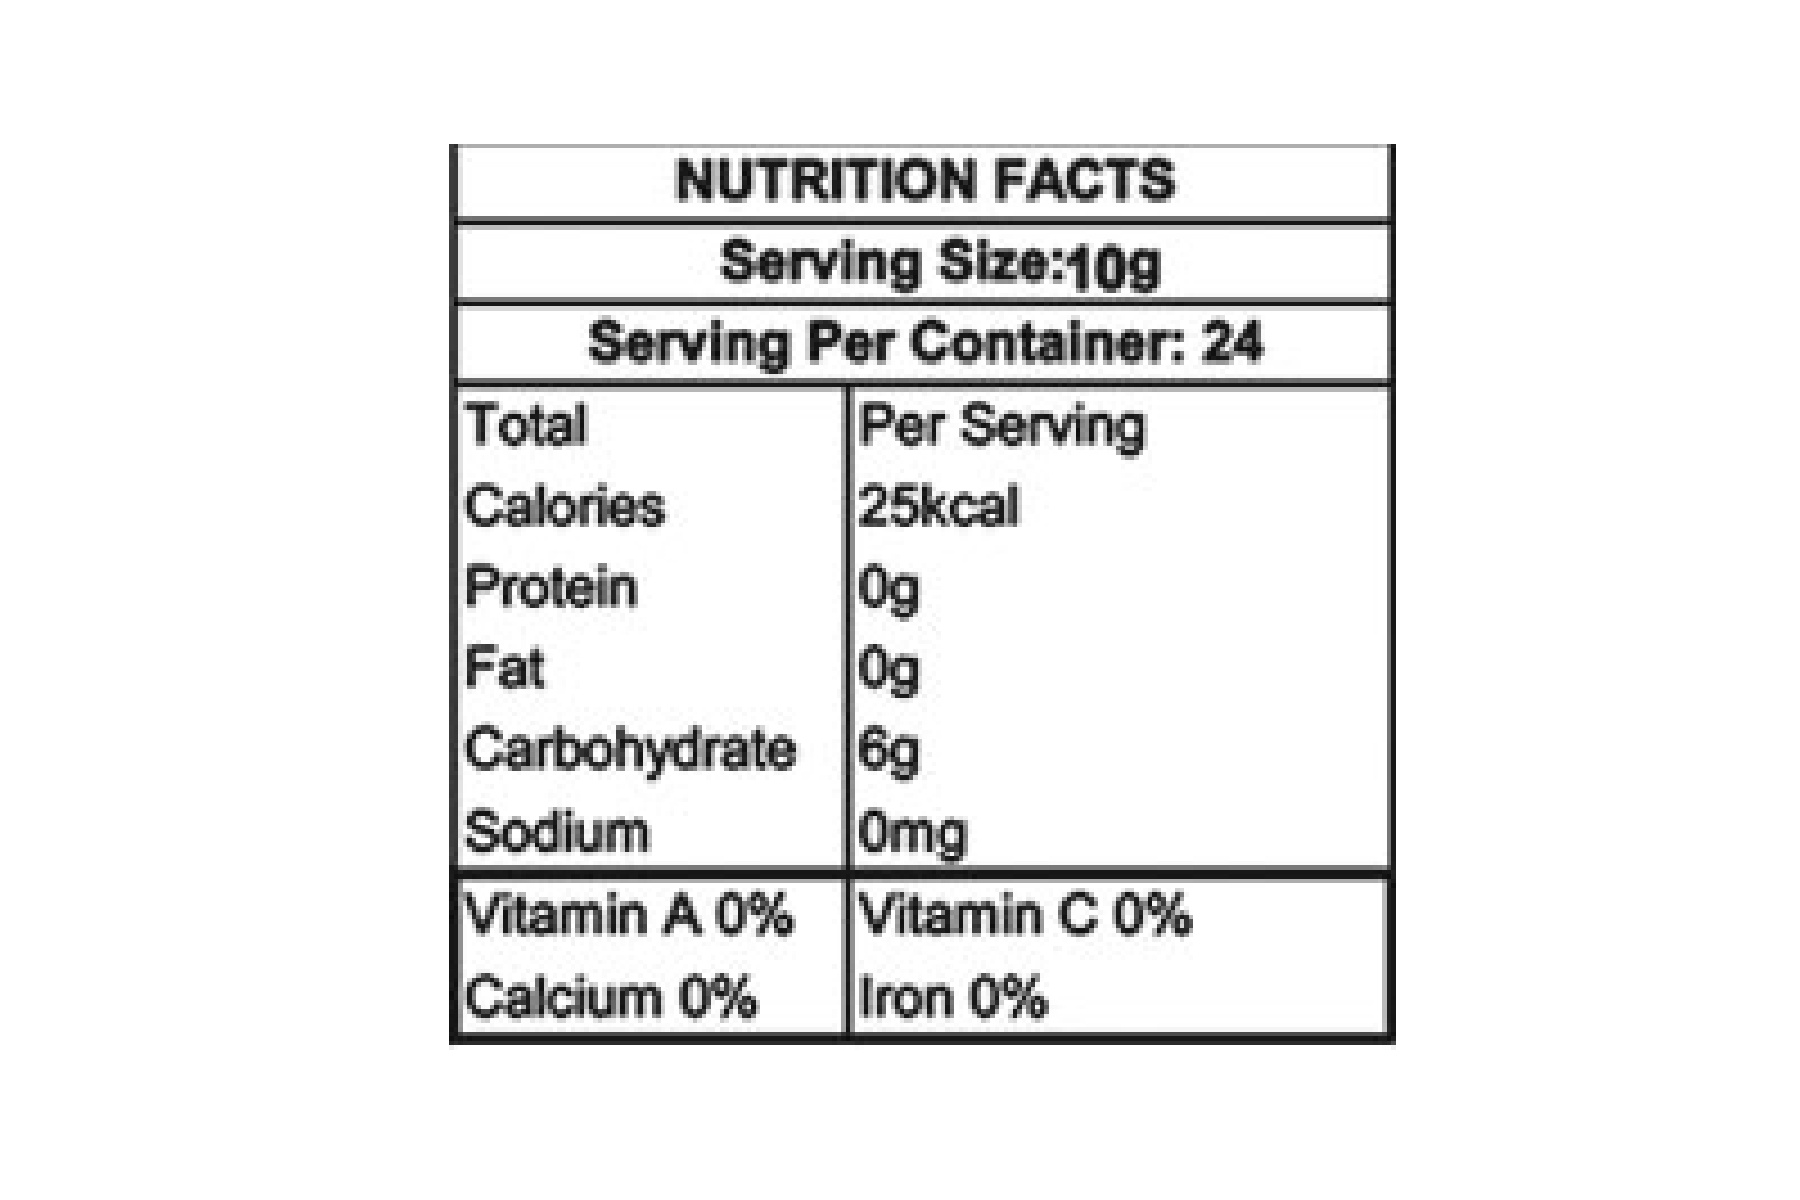 NUTRITION FACTS
Serving Size:10g
Serving Per Container: 24
Total Per Serving
Calories 25kcal
Protein 0g
Fat 0g
Carbohydrate 6g
Sodium 0mg
Vitamin A 0% Vitamin C 0%
Calcium 0% Iron 0%